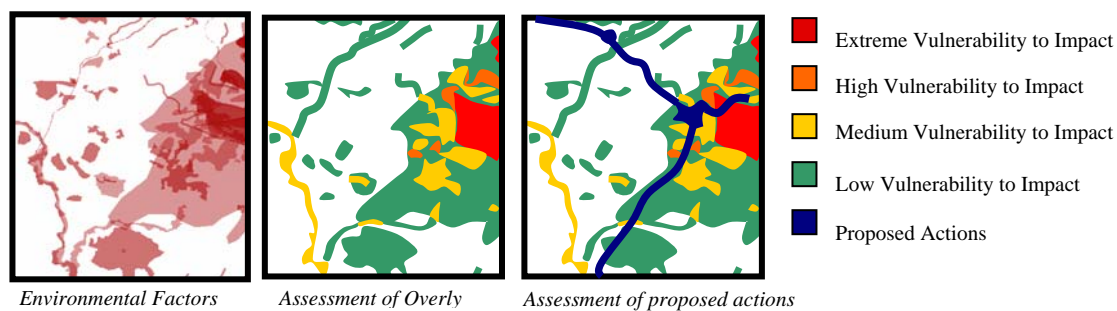 Extreme Vulnerability to Impact
High Vulnerability to Impact
Medium Vulnerability to Impact
Low Vulnerability to Impact
Proposed Actions
Environmental Factors
Assessment of Overly
Assessment of proposed actions